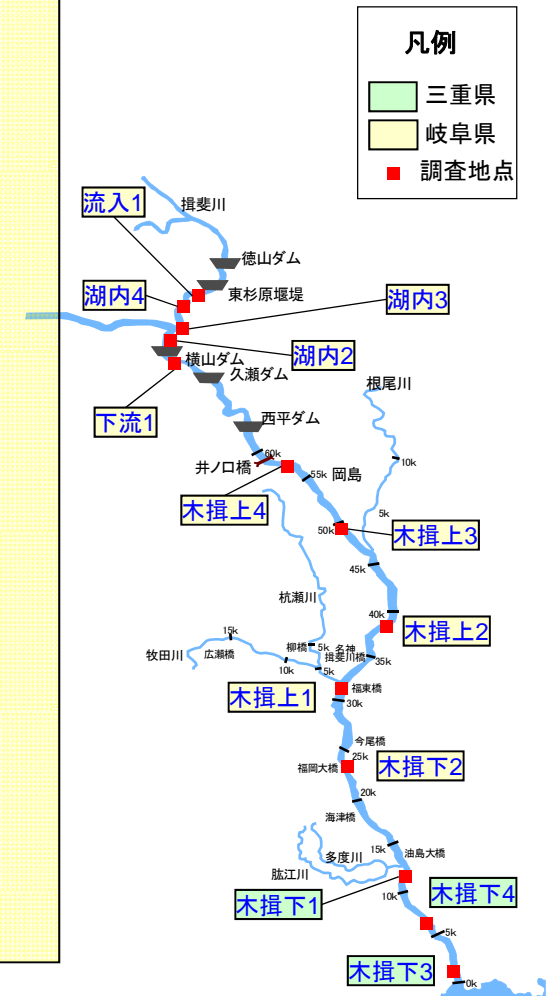 凡例
三重県
岐阜県
調査地点
流入1
揖斐川
徳山ダム
東杉原堰堤
湖内4
湖内3
湖内2
横山ダム
久瀬ダム
下流1
根尾川
西平ダム
60k
井ノ口橋
10k
55k
岡島
木揖上4
5k
50k
木揖上3
45k
杭瀬川
40k
木揖上2
15k
広瀬橋
牧田川
柳橋
5k
名神
揖斐川橋
35k
10k
5k
木揖上1
福束橋
30k
今尾橋
25k
福岡大橋
木揖下2
20k
海津橋
15k
油島大橋
多度川
肱江川
10k
木揖下1
木揖下4
5k
木揖下3
0k